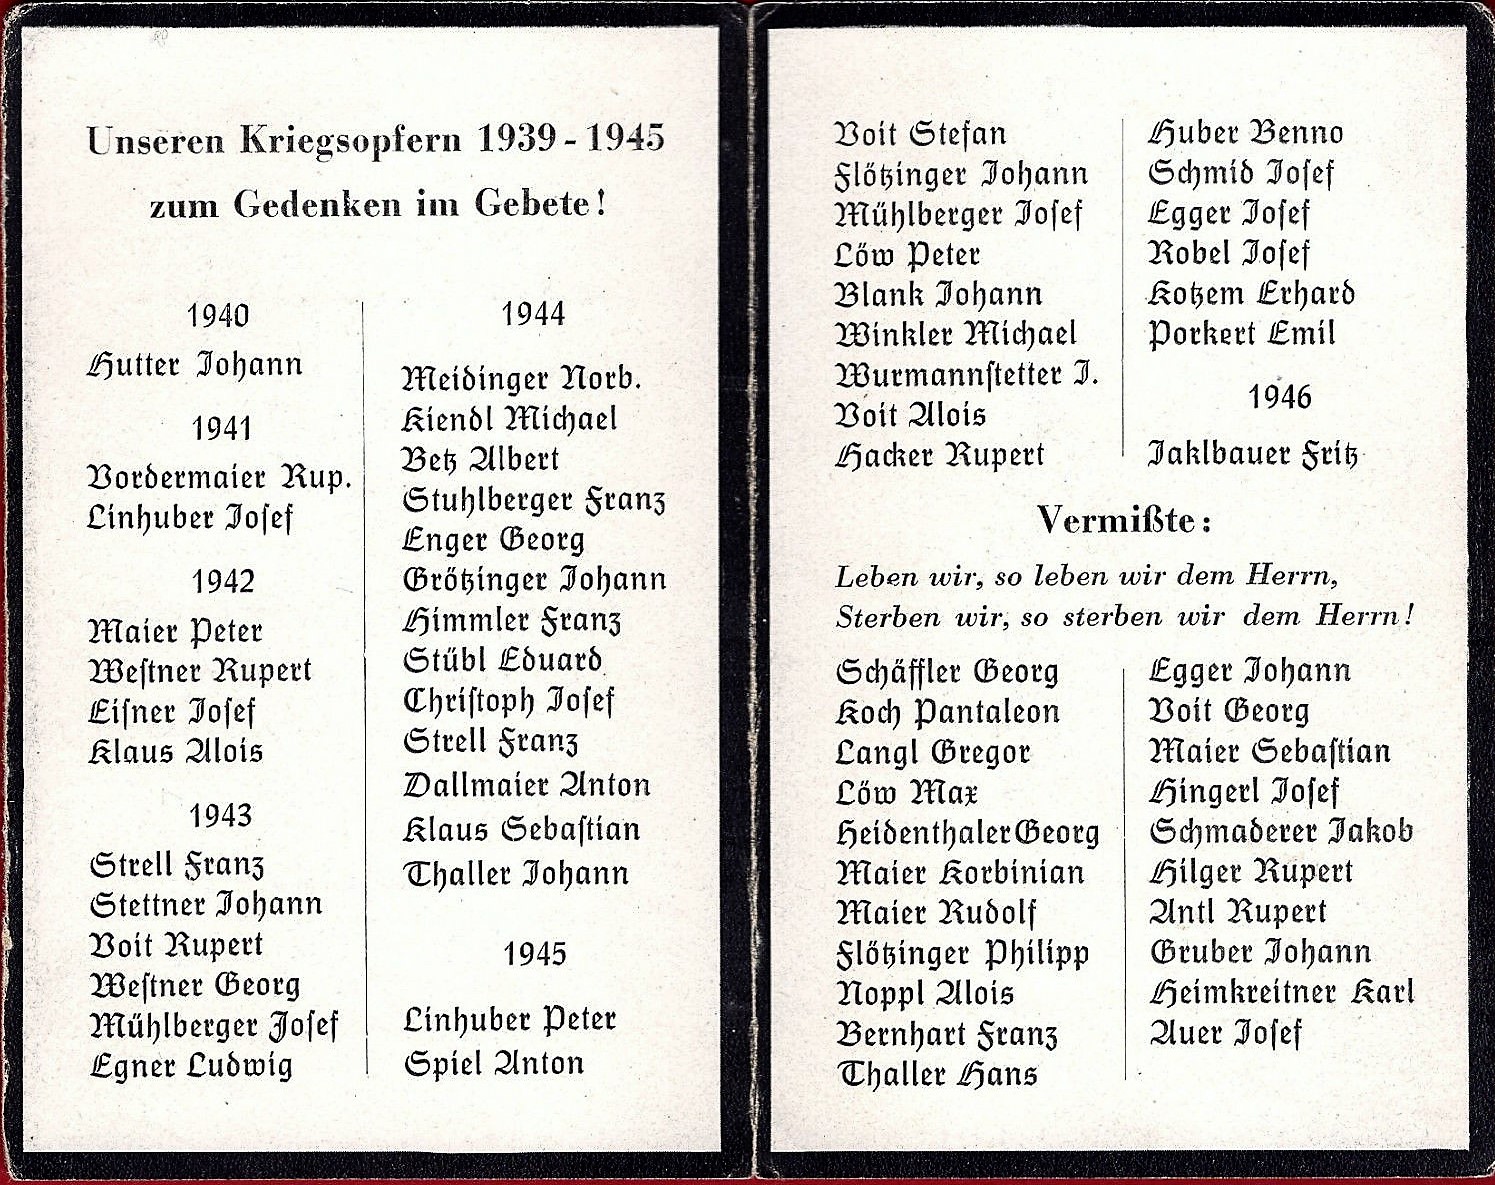 Unseren Kriegsopfern 1939 - 1945
zum Gedenken im Gebete!
1940
Hutter Johann
1941
Vordermaier Rup.
Linhuber Josef
1942
Maier Peter
Westner Rupert
Eisner Josef
Klaus Alois
1943
Strell Franz
Stettner Johann
Voit Rupert
Westner Georg
Mühlberger Josef
Egner Ludwig
1944
Meidinger Norb.
Kiendl Michael
Betz Albert
Stuhlberger Franz
Enger Georg
Grötzinger Johann
Himmler Franz
Stübl Eduard
Christoph Josef
Strell Franz
Dallmaier Anton
Klaus Sebastian
Thaller Johann
1945
Linhuber Peter
Spiel Anton
Voit Stefan
Flötzinger Johann
Mühlberger Josef
Löw Peter
Blank Johann
Winkler Michael
Wurmannstetter J.
Voit Alois
Hacker Rupert
Huber Benno
Schmid Josef
Egger Josef
Robel Josef
Kotzem Erhard
Porkert Emil
1946
Jaklbauer Fritz
Vermißte:
Leben wir, so leben wir dem Herrn,
Sterben wir, so sterben wir dem Herrn!
Schäffler Georg
Koch Pantaleon
Langl Gregor
Löw Max
Heidenthaler Georg
Maier Korbinian
Maier Rudolf
Flötzinger Philipp
Noppl Alois
Bernhart Franz
Thaller Hans
Egger Johann
Voit Georg
Maier Sebastian
Hingerl Josef
Schmaderer Jakob
Hilger Rupert
Antl Rupert
Gruber Johann
Heimkreitner Karl
Auer Josef